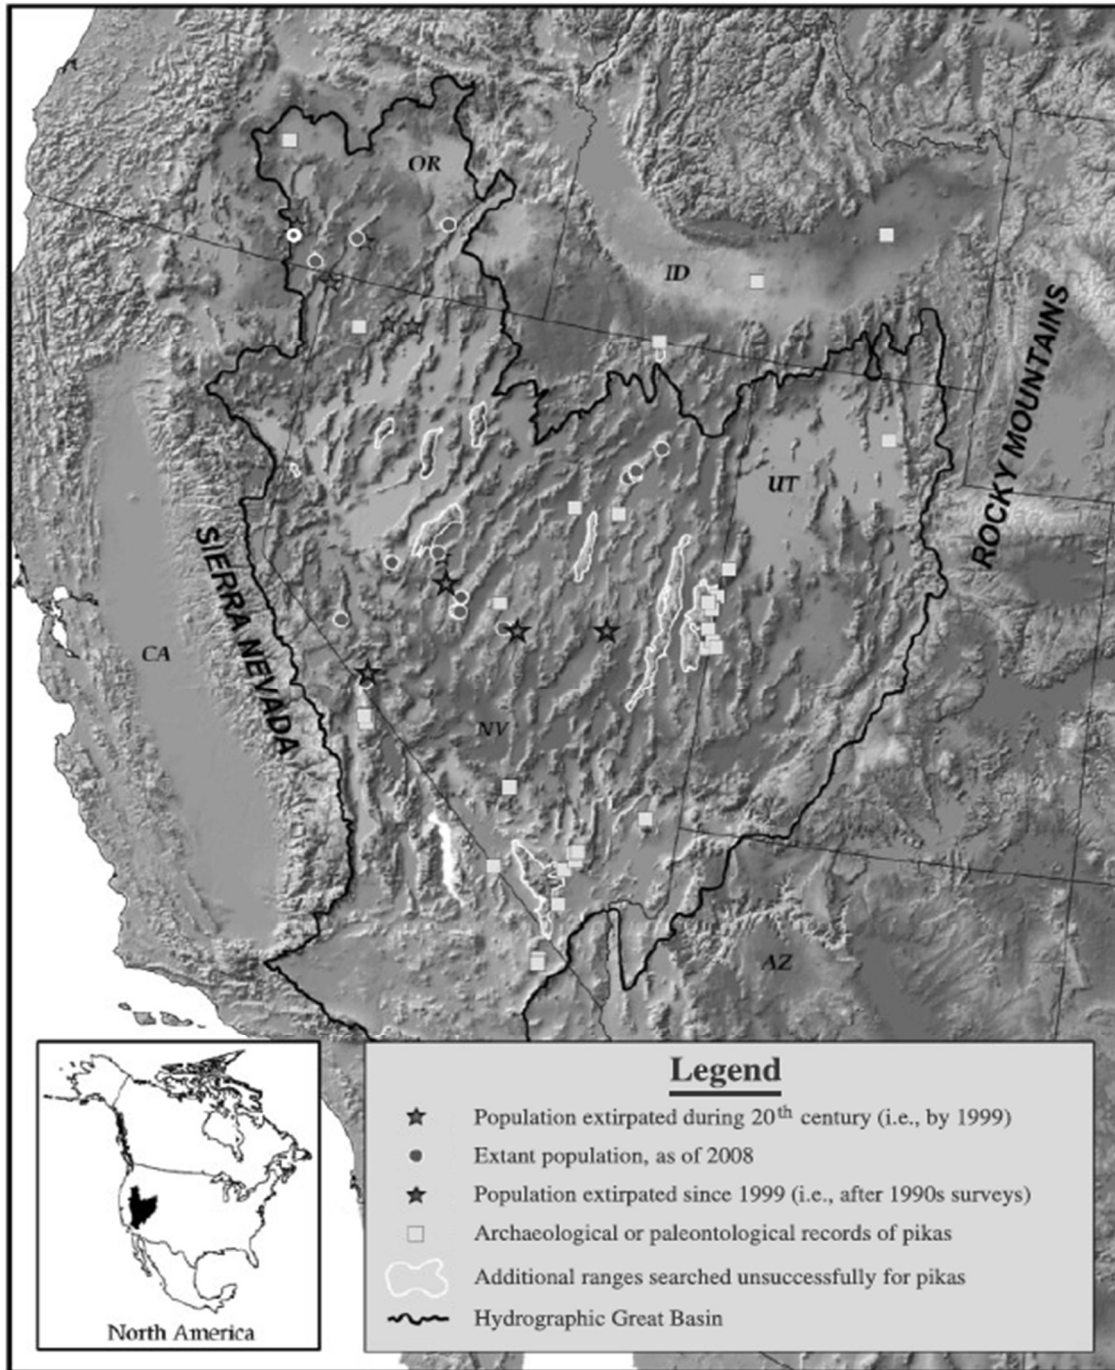 OR
ID
ROCKY MOUNTAINS
UT
SIERRA NEVADA
CA
NV
AZ
Legend
Population extirpated during 20th century (i.e., by 1999)
Extant population, as of 2008
Population extirpated since 1999 (i.e., after 1990s surveys)
Archaeological or paleontological records of pikas
Additional ranges searched unsuccessfully for pikas
Hydrographic Great Basin
North America